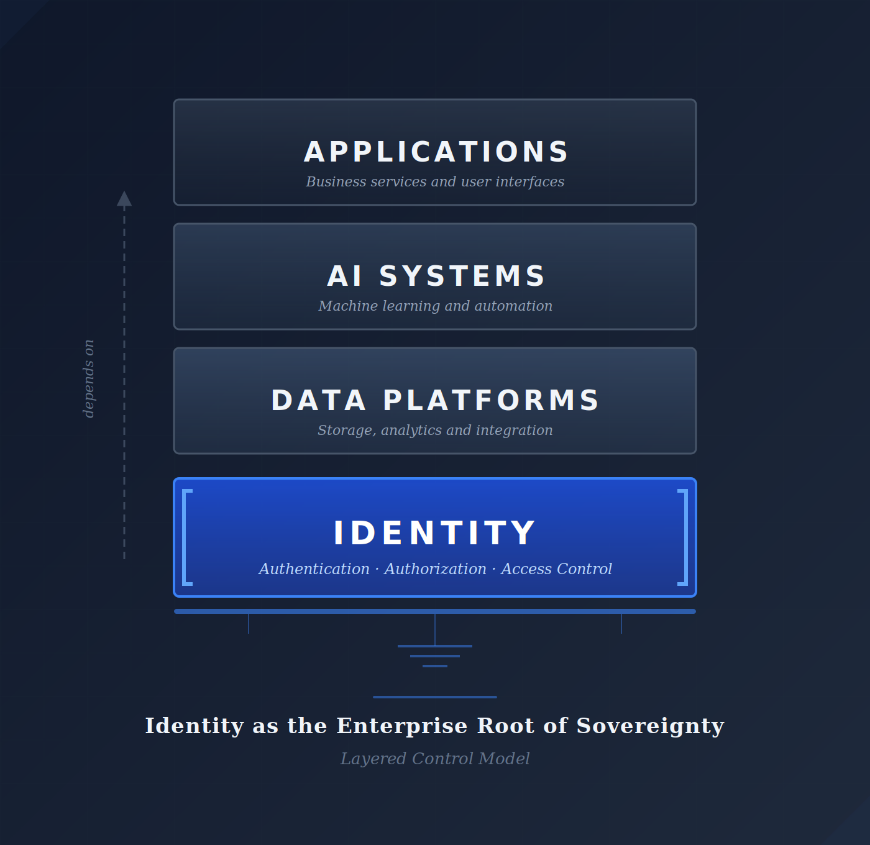 APPLICATIONS
Business services and user interfaces
AI SYSTEMS
Machine learning and automation
depends on
DATA PLATFORMS
Storage, analytics and integration
IDENTITY
Authentication · Authorization · Access Control
Identity as the Enterprise Root of Sovereignty
Layered Control Model